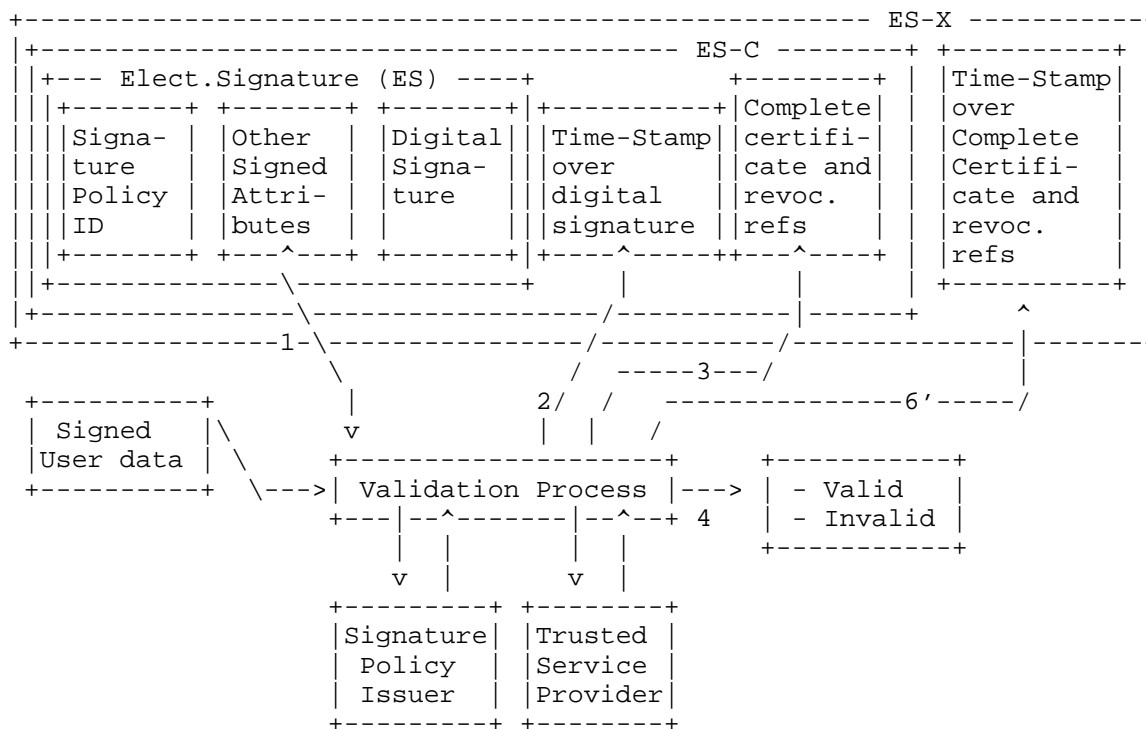 ES-X
ES-C
Elect.Signature (ES)
Time-Stamp
Complete
over
Signa-
Other
Digital
Time-Stamp
certifi-
Complete
ture
Signed
Signa-
over
cate and
Certifi-
Policy
Attri-
ture
digital
revoc.
cate and
ID
butes
signature
refs
revoc.
refs
1
3
2
6'
Signed
User data
v
Validation Process
- Valid
4
- Invalid
v
v
Signature
Trusted
Policy
Service
Issuer
Provider